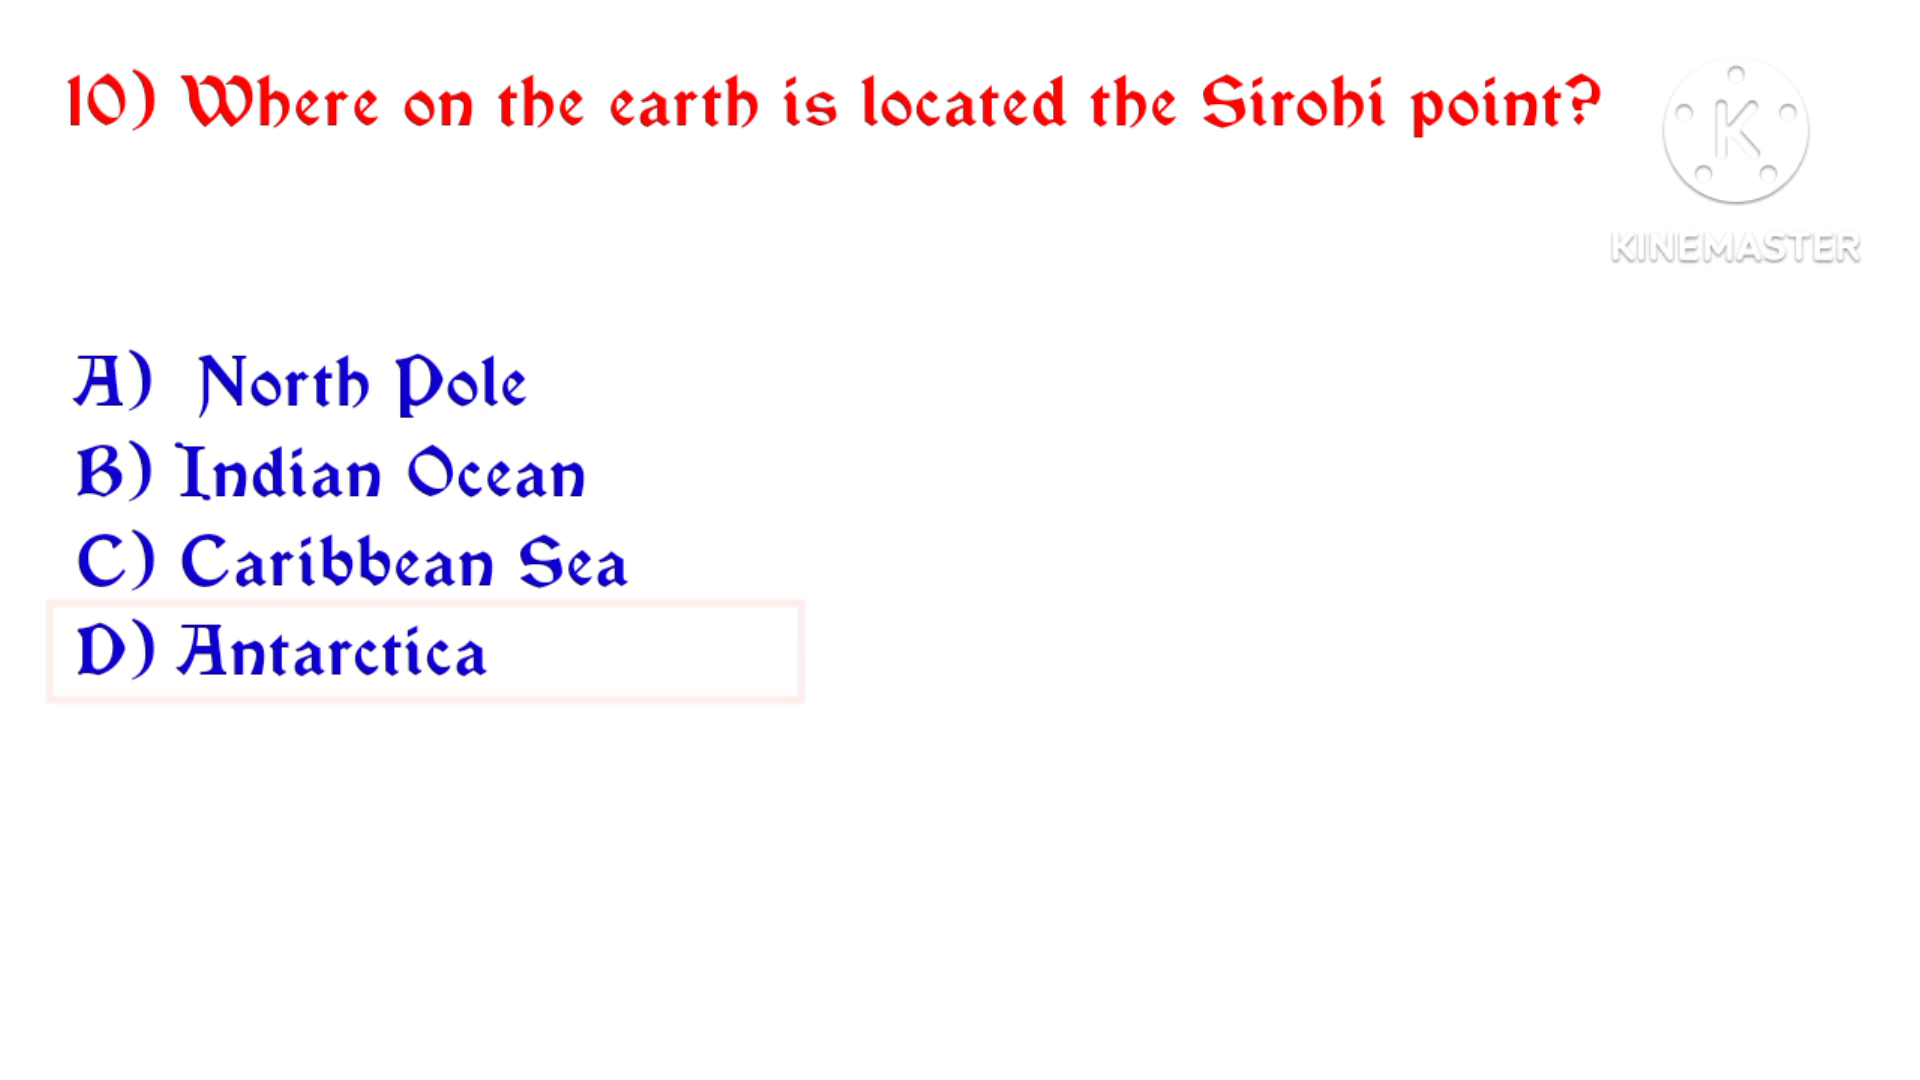 10) Where on the earth is located the Sirohi point?
K
KINEMASTER
A) North Pole
B) Indian Ocean
C) Caribbean Sea
D) Antarctica